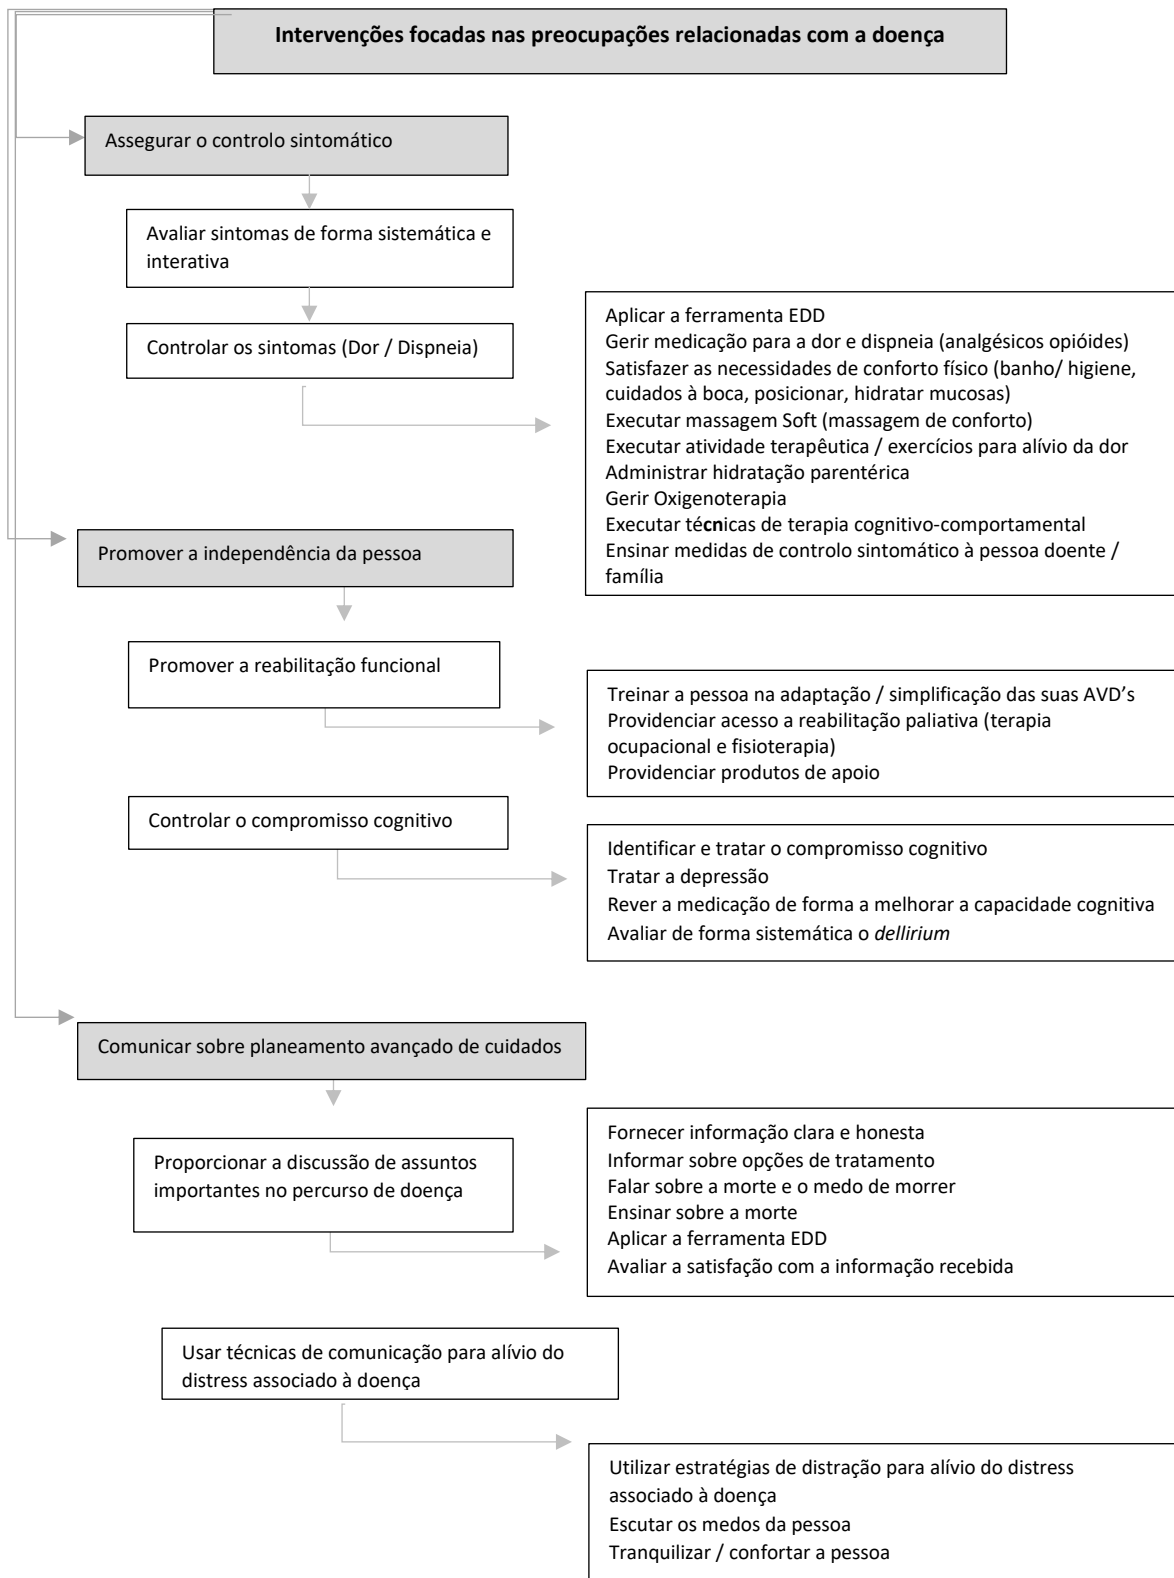 Intervenções focadas nas preocupações relacionadas com a doença
Assegurar o controlo sintomático
Avaliar sintomas de forma sistemática e
interativa
Controlar os sintomas (Dor / Dispneia)
Aplicar a ferramenta EDD
Gerir medicação para a dor e dispneia (analgésicos opióides)
Satisfazer as necessidades de conforto físico (banho/ higiene,
cuidados à boca, posicionar, hidratar mucosas)
Executar massagem Soft (massagem de conforto)
Executar atividade terapêutica / exercícios para alívio da dor
Administrar hidratação parentérica
Gerir Oxigenoterapia
Executar técnicas de terapia cognitivo-comportamental
Ensinar medidas de controlo sintomático à pessoa doente /
família
Promover a independência da pessoa
Promover a reabilitação funcional
Treinar a pessoa na adaptação / simplificação das suas AVD's
Providenciar acesso a reabilitação paliativa (terapia
ocupacional e fisioterapia)
Providenciar produtos de apoio
Controlar o compromisso cognitivo
Identificar e tratar o compromisso cognitivo
Tratar a depressão
Rever a medicação de forma a melhorar a capacidade cognitiva
Avaliar de forma sistemática o dellirium
Comunicar sobre planeamento avançado de cuidados
Proporcionar a discussão de assuntos
importantes no percurso de doença
Fornecer informação clara e honesta
Informar sobre opções de tratamento
Falar sobre a morte e o medo de morrer
Ensinar sobre a morte
Aplicar a ferramenta EDD
Avaliar a satisfação com a informação recebida
Usar técnicas de comunicação para alívio do
distress associado à doença
Utilizar estratégias de distração para alívio do distress
associado à doença
Escutar os medos da pessoa
Tranquilizar / confortar a pessoa